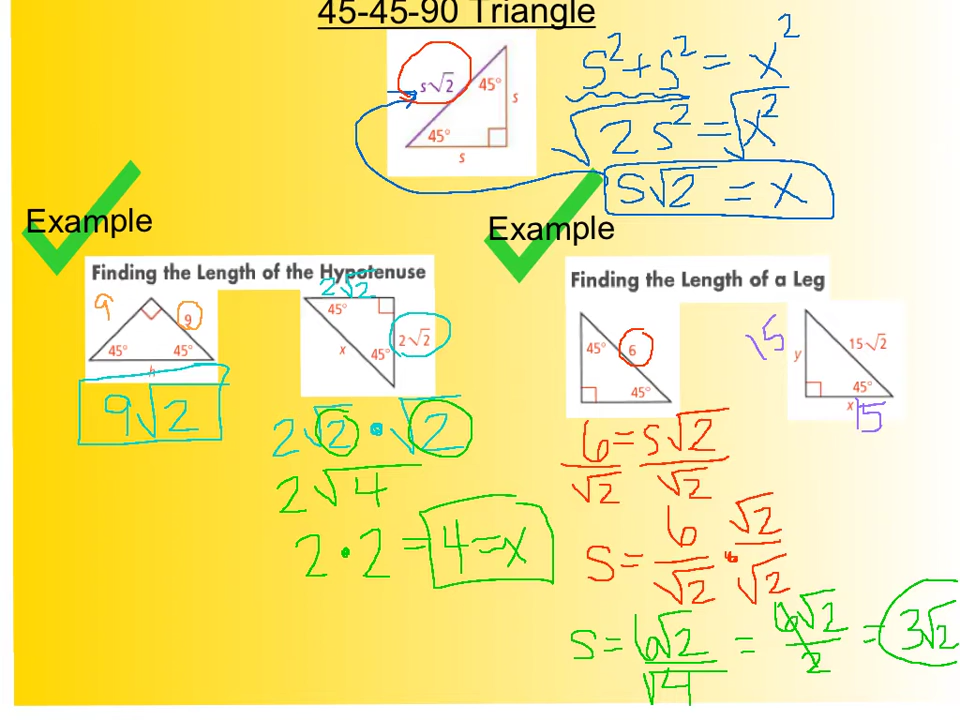 45-45-90 Triangle
s√2
45°
s
45°
s
s² + s² = x²
√2s² = √x²
s√2 = x
Example
Finding the Length of the Hypotenuse
9
9
45°
45°
h
9√2
2√2
45°
2√2
x
45°
2√2 · √2
2√4
2 · 2 = 4 = x
Example
Finding the Length of a Leg
45°
6
45°
15
y
15√2
45°
x
15
6 = s√2
√2 √2
s = 6/√2 · √2/√2
s = 6√2/√4 = 6√2/2 = 3√2